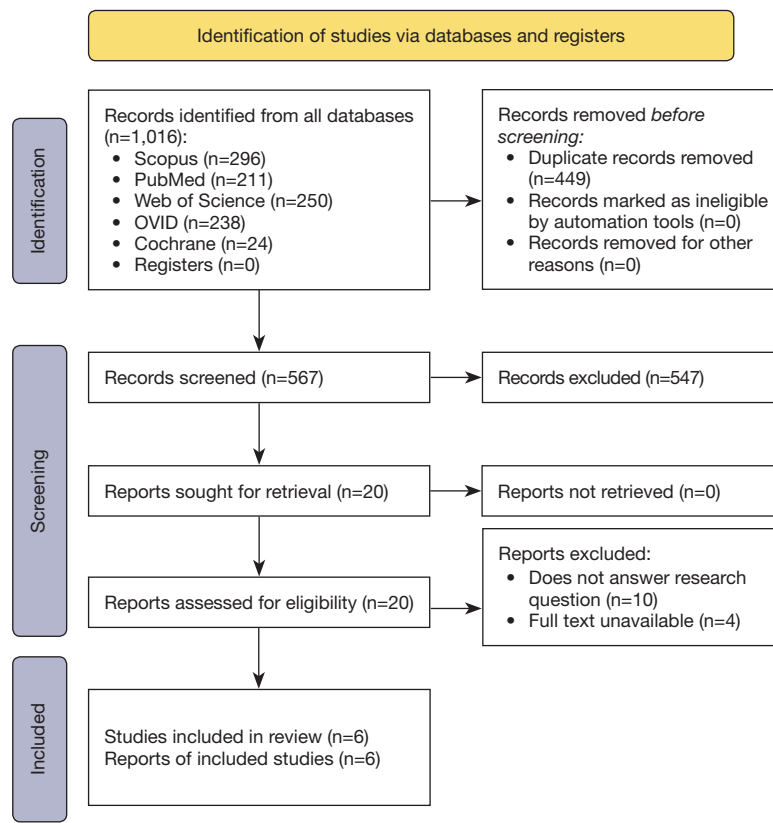 Identification of studies via databases and registers
Identification
Records identified from all databases
(n=1,016):
• Scopus (n=296)
• PubMed (n=211)
• Web of Science (n=250)
• OVID (n=238)
• Cochrane (n=24)
• Registers (n=0)
Records removed before
screening:
• Duplicate records removed
(n=449)
• Records marked as ineligible
by automation tools (n=0)
• Records removed for other
reasons (n=0)
Screening
Records screened (n=567)
Records excluded (n=547)
Reports sought for retrieval (n=20)
Reports not retrieved (n=0)
Reports assessed for eligibility (n=20)
Reports excluded:
• Does not answer research
question (n=10)
• Full text unavailable (n=4)
Included
Studies included in review (n=6)
Reports of included studies (n=6)